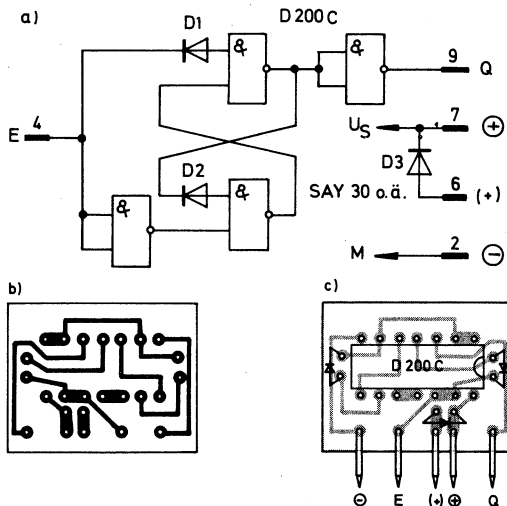 a)
D1
D 200 C
&
&
9
Q
E
4
U_S
7
⊕
D2
D3
6
(+)
SAY 30 o.ä.
&
&
M
2
⊖
b)
c)
D 200 C
⊖ E (+) ⊕ Q